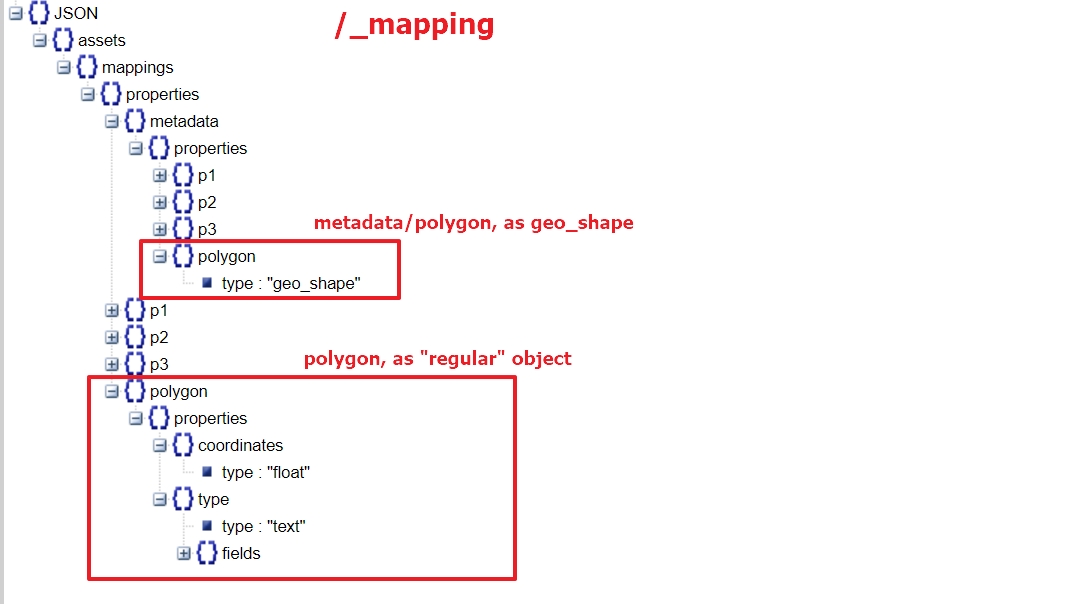 JSON
/_mapping
assets
mappings
properties
metadata
properties
p1
p2
metadata/polygon, as geo_shape
p3
polygon
type : "geo_shape"
p1
p2
polygon, as "regular" object
p3
polygon
properties
coordinates
type : "float"
type
type : "text"
fields